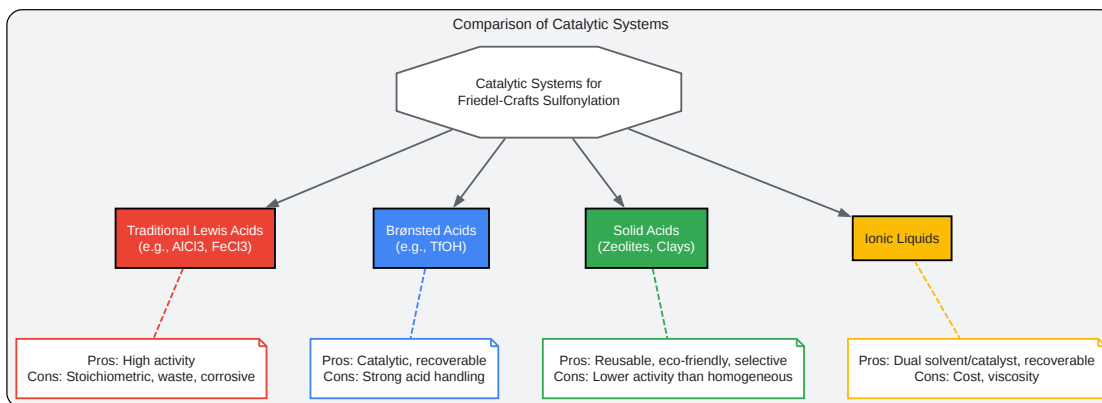 Comparison of Catalytic Systems
Catalytic Systems for
Friedel-Crafts Sulfonylation
Traditional Lewis Acids
(e.g., AlCl3, FeCl3)
Brønsted Acids
(e.g., TfOH)
Solid Acids
(Zeolites, Clays)
Ionic Liquids
Pros: High activity
Cons: Stoichiometric, waste, corrosive
Pros: Catalytic, recoverable
Cons: Strong acid handling
Pros: Reusable, eco-friendly, selective
Cons: Lower activity than homogeneous
Pros: Dual solvent/catalyst, recoverable
Cons: Cost, viscosity